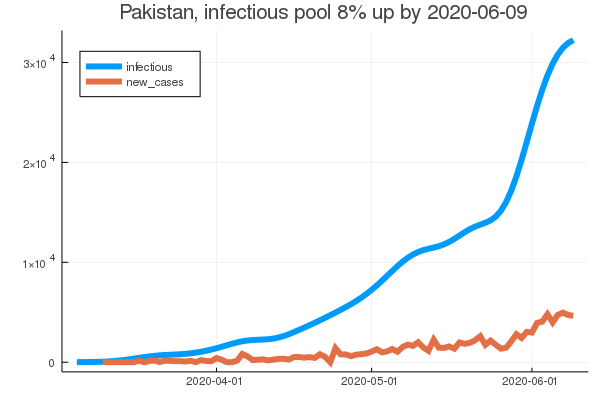 Pakistan, infectious pool 8% up by 2020-06-09
infectious
new_cases
3×10⁴
2×10⁴
1×10⁴
0
2020-04-01 2020-05-01 2020-06-01